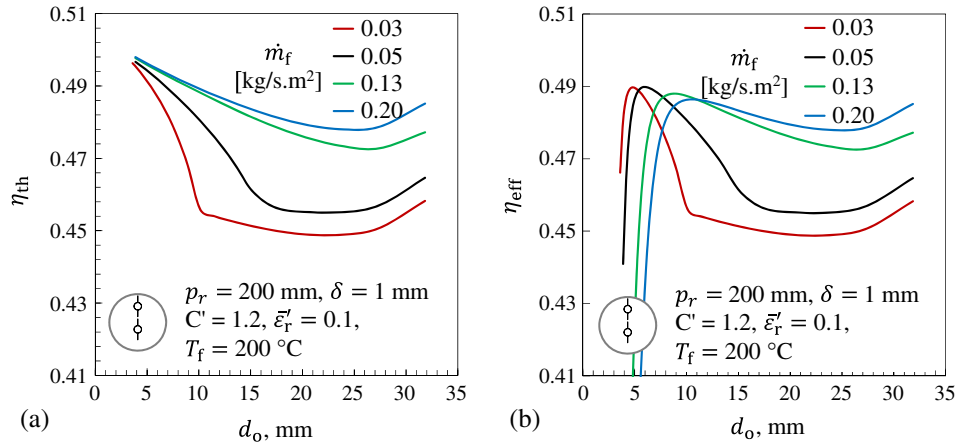 0.51
0.49
0.47
0.45
0.43
0.41
η_th
ṁ_f
[kg/s.m²]
0.03
0.05
0.13
0.20
p_r = 200 mm, δ = 1 mm
C' = 1.2, ε̄′_r = 0.1,
T_f = 200 °C
0 5 10 15 20 25 30 35
(a)
d_o, mm
0.51
0.49
0.47
0.45
0.43
0.41
η_eff
ṁ_f
[kg/s.m²]
0.03
0.05
0.13
0.20
p_r = 200 mm, δ = 1 mm
C' = 1.2, ε̄′_r = 0.1,
T_f = 200 °C
0 5 10 15 20 25 30 35
(b)
d_o, mm